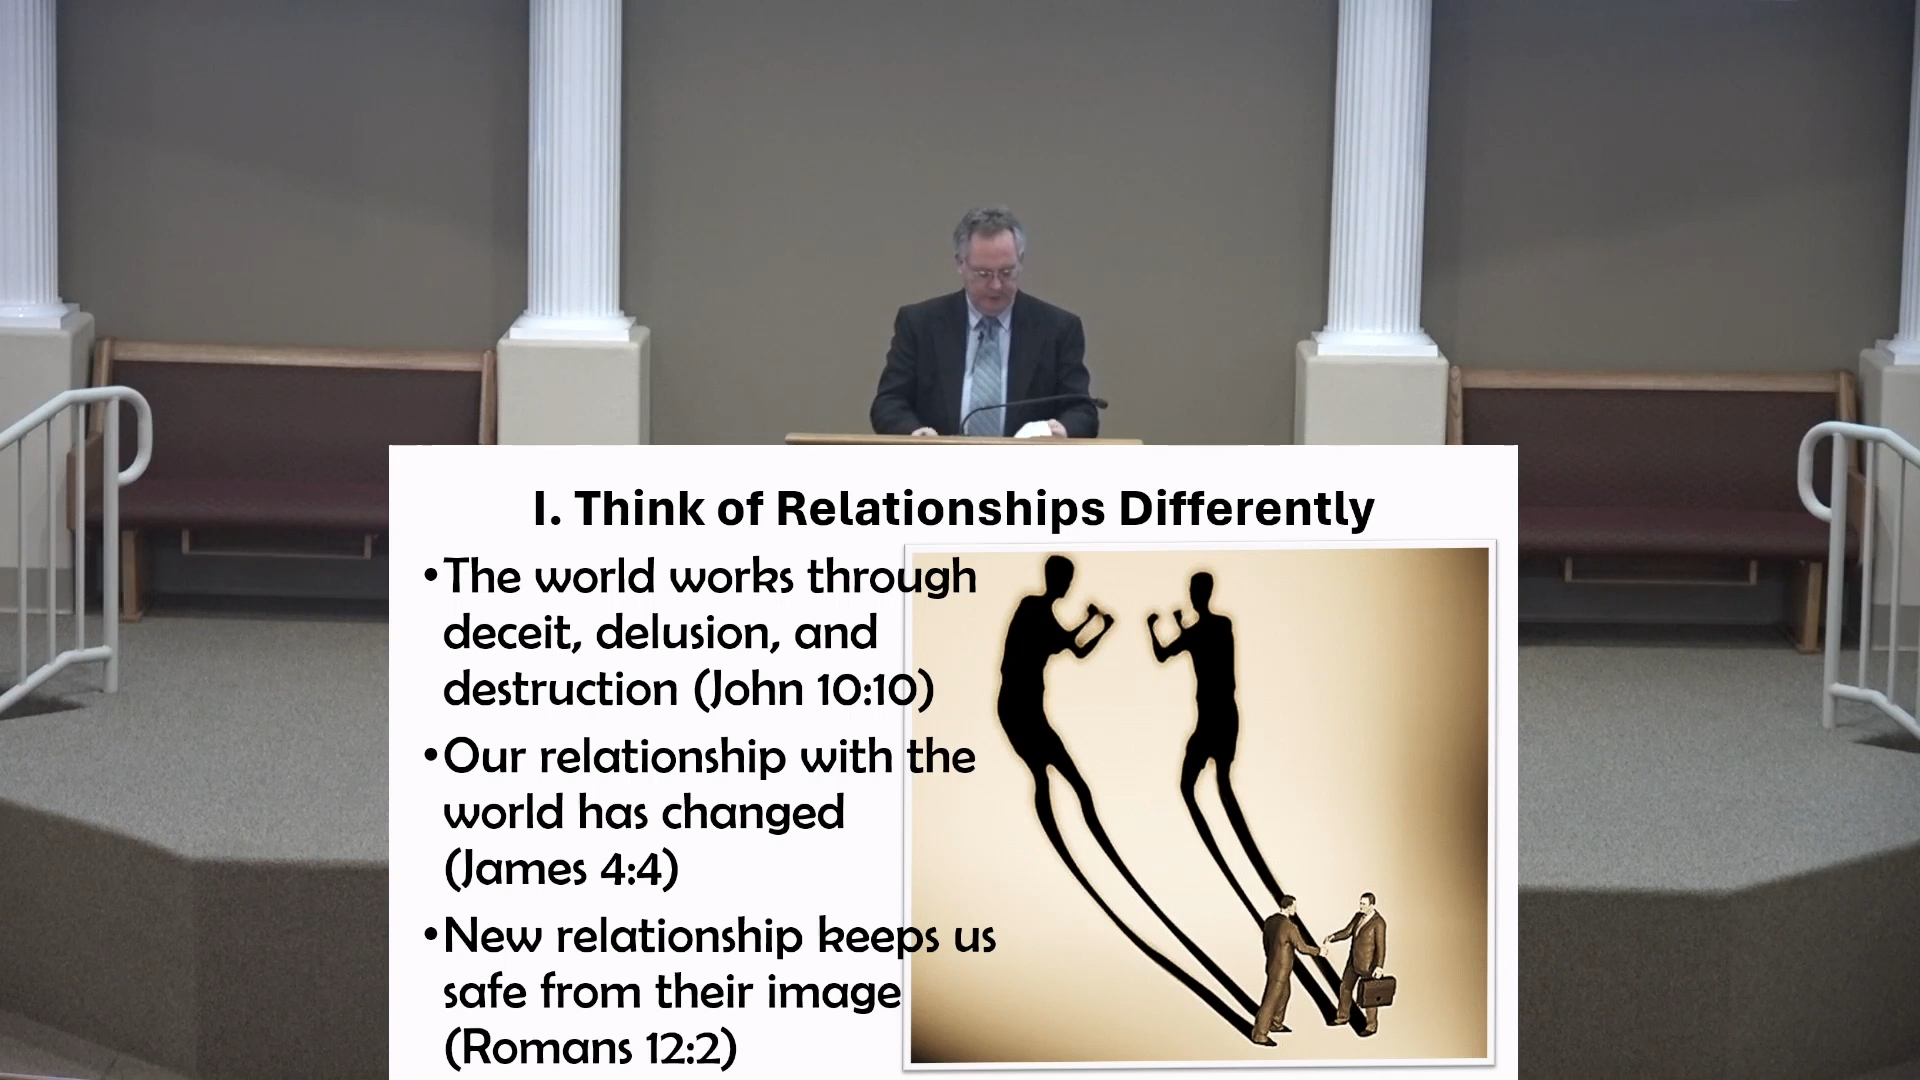 I. Think of Relationships Differently
•The world works through
deceit, delusion, and
destruction (John 10:10)
•Our relationship with the
world has changed
(James 4:4)
•New relationship keeps us
safe from their image
(Romans 12:2)